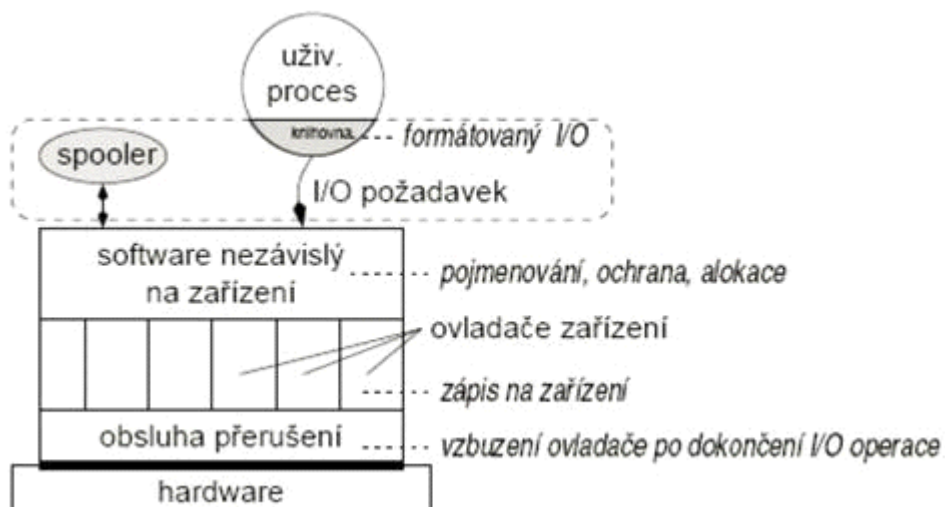 uživ.
proces
knihovna
formátovaný I/O
spooler
I/O požadavek
software nezávislý
na zařízení
pojmenování, ochrana, alokace
ovladače zařízení
zápis na zařízení
obsluha přerušení
vzbuzení ovladače po dokončení I/O operace
hardware